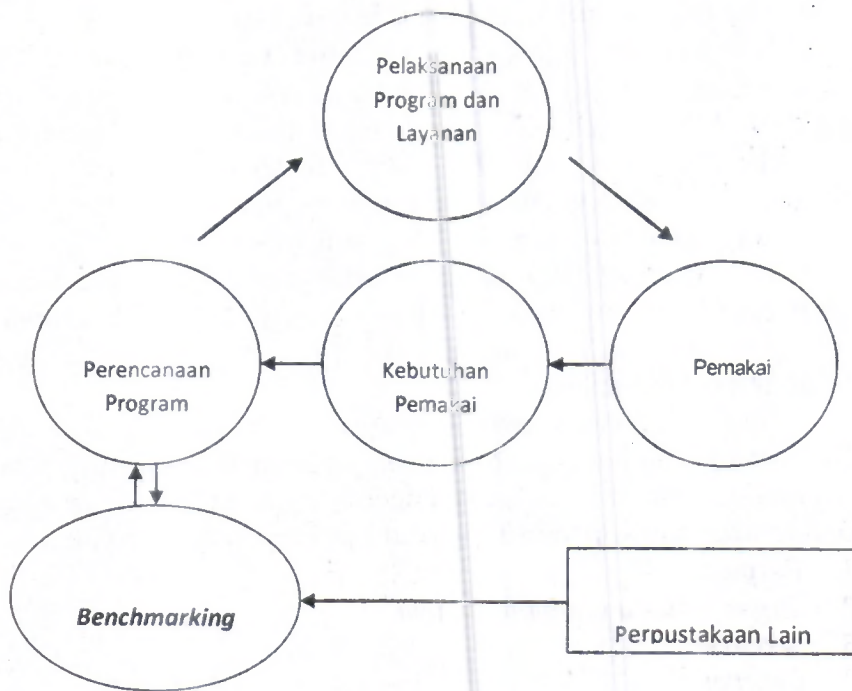 Pelaksanaan
Program dan
Layanan
Perencanaan
Program
Kebutuhan
Pemakai
Pemakai
Benchmarking
Perpustakaan Lain